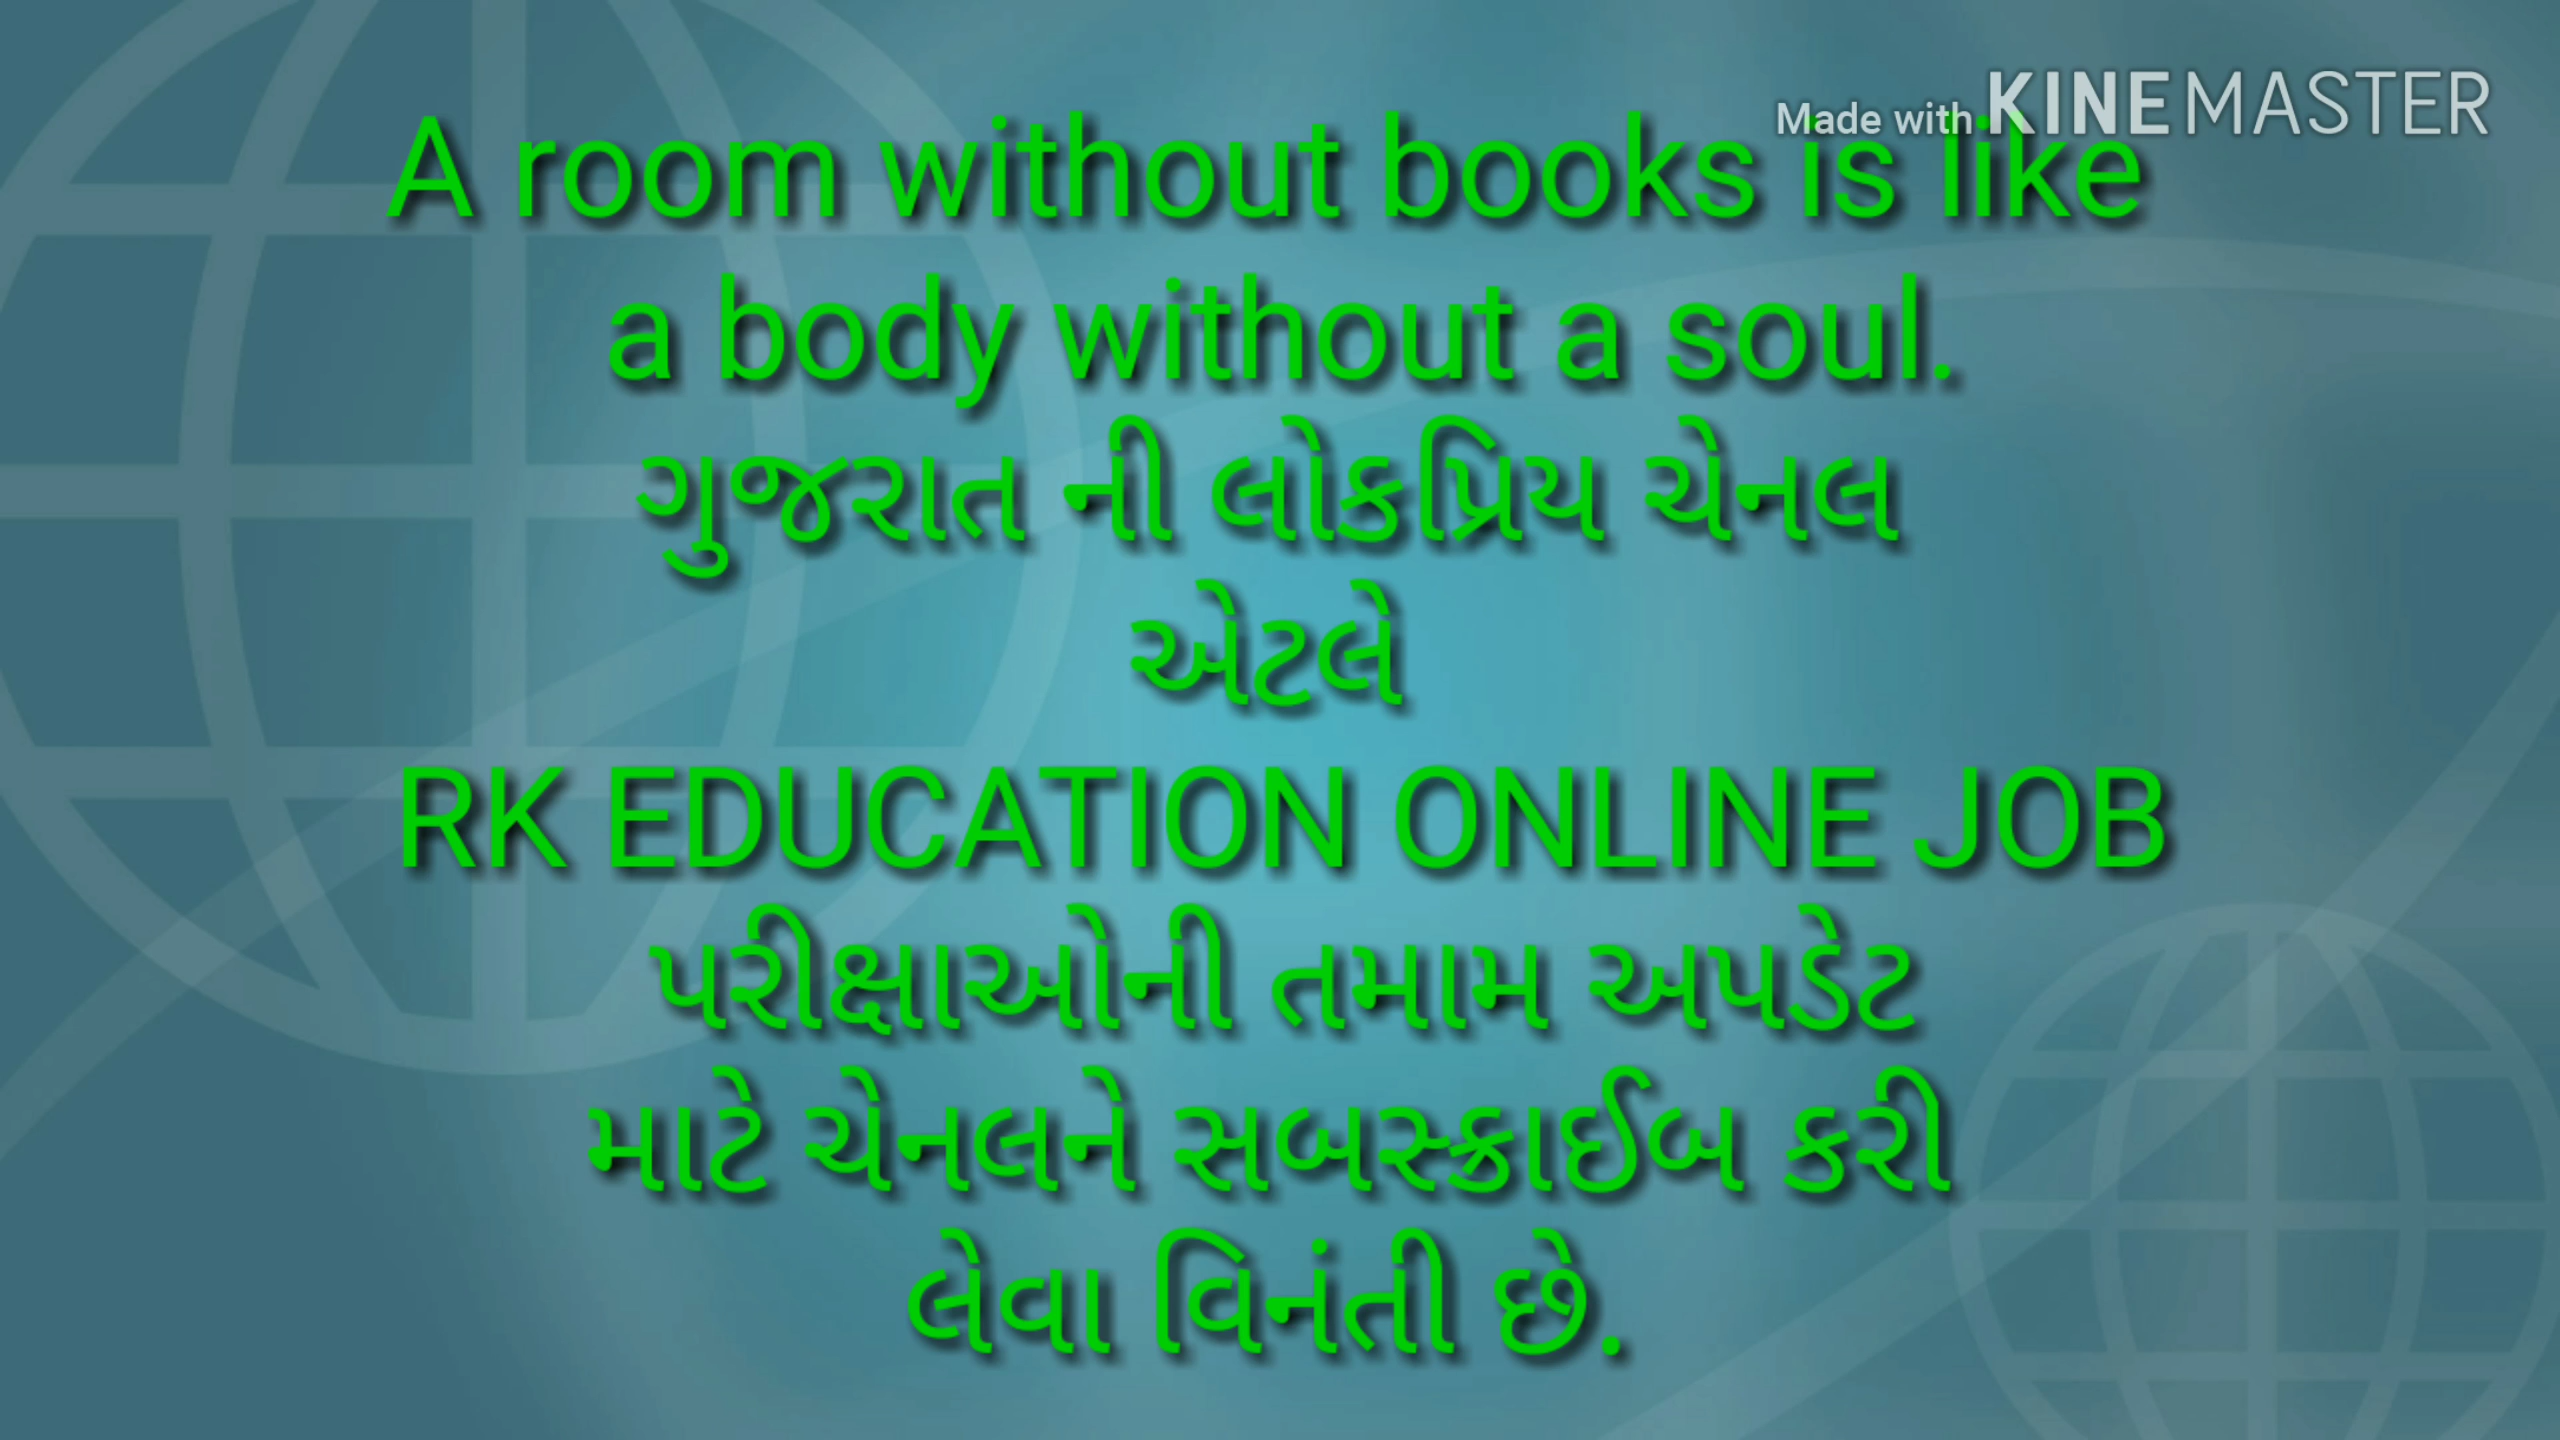 Made with KINEMASTER
A room without books is like
a body without a soul.
ગુજરાત ની લોકપ્રિય ચેનલ
એટલે
RK EDUCATION ONLINE JOB
પરીક્ષાઓની તમામ અપડેટ
માટે ચેનલને સબસ્ક્રાઈબ કરી
લેવા વિનંતી છે.